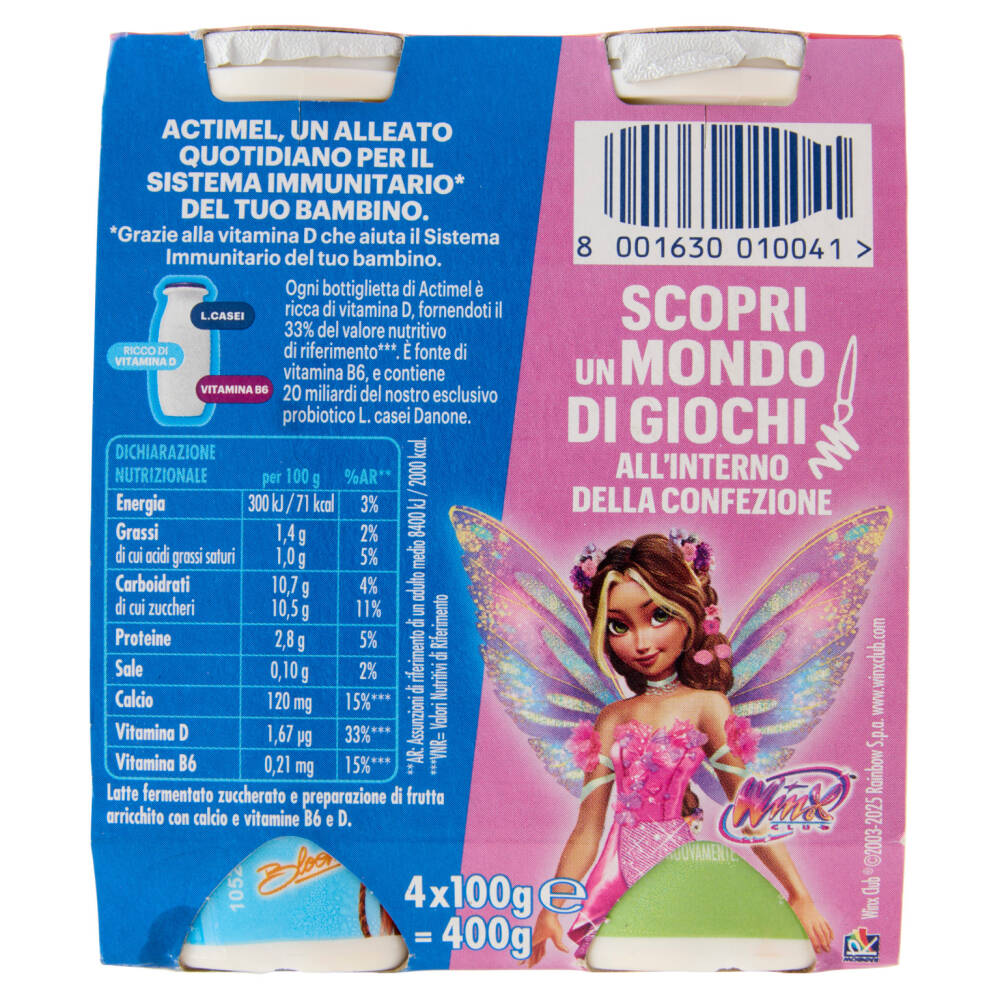 ACTIMEL, UN ALLEATO
QUOTIDIANO PER IL
SISTEMA IMMUNITARIO*
DEL TUO BAMBINO.
*Grazie alla vitamina D che aiuta il Sistema
Immunitario del tuo bambino.
L.CASEI
RICCO DI
VITAMINA D
VITAMINA B6
Ogni bottiglietta di Actimel è
ricca di vitamina D, fornendoti il
33% del valore nutritivo
di riferimento***. È fonte di
vitamina B6, e contiene
20 miliardi del nostro esclusivo
probiotico L. casei Danone.
DICHIARAZIONE
NUTRIZIONALE per 100 g %AR**
Energia 300 kJ / 71 kcal 3%
Grassi 1,4 g 2%
di cui acidi grassi saturi 1,0 g 5%
Carboidrati 10,7 g 4%
di cui zuccheri 10,5 g 11%
Proteine 2,8 g 5%
Sale 0,10 g 2%
Calcio 120 mg 15%***
Vitamina D 1,67 µg 33%***
Vitamina B6 0,21 mg 15%***
**AR: Assunzioni di riferimento di un adulto medio 8400 kJ / 2000 kcal.
***VNR= Valori Nutritivi di Riferimento
Latte fermentato zuccherato e preparazione di frutta
arricchito con calcio e vitamine B6 e D.
1052
Bloom
4x100g e
= 400g
8 001630 010041 >
SCOPRI
UN MONDO
DI GIOCHI
ALL'INTERNO
DELLA CONFEZIONE
WinX
CLUB
Winx Club ® ©2003-2025 Rainbow S.p.a. www.winxclub.com
RAINBOW